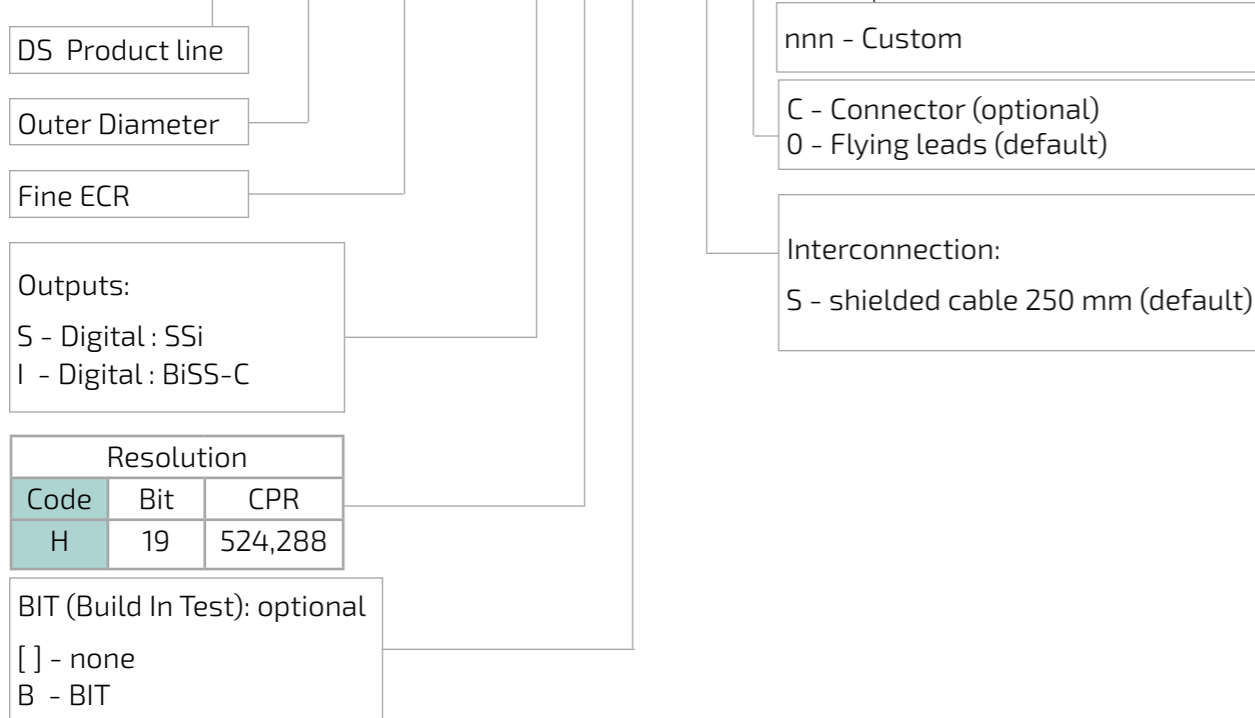 DS Product line
Outer Diameter
Fine ECR
Outputs:
S - Digital : SSi
I - Digital : BiSS-C
Resolution
Code Bit CPR
H 19 524,288
BIT (Build In Test): optional
[ ] - none
B - BIT
nnn - Custom
C - Connector (optional)
0 - Flying leads (default)
Interconnection:
S - shielded cable 250 mm (default)